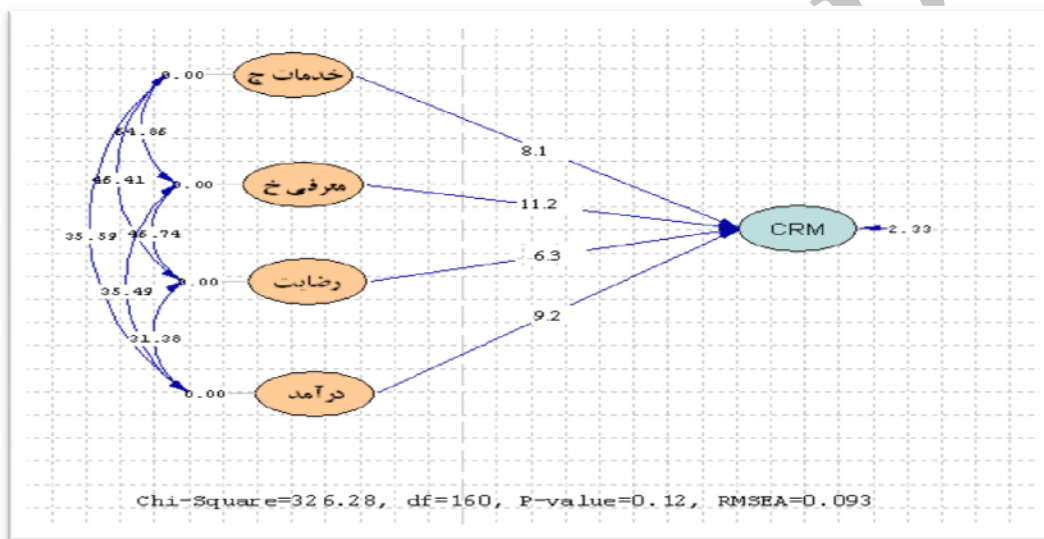 0.00 خدمات ج
54.86
8.1
46.41 0.00 معرفی خ
11.2
35.59 46.74 CRM 2.33
6.3
0.00 رضایت
35.49
9.2
31.38
0.00 درآمد
Chi-Square=326.28, df=160, P-value=0.12, RMSEA=0.093